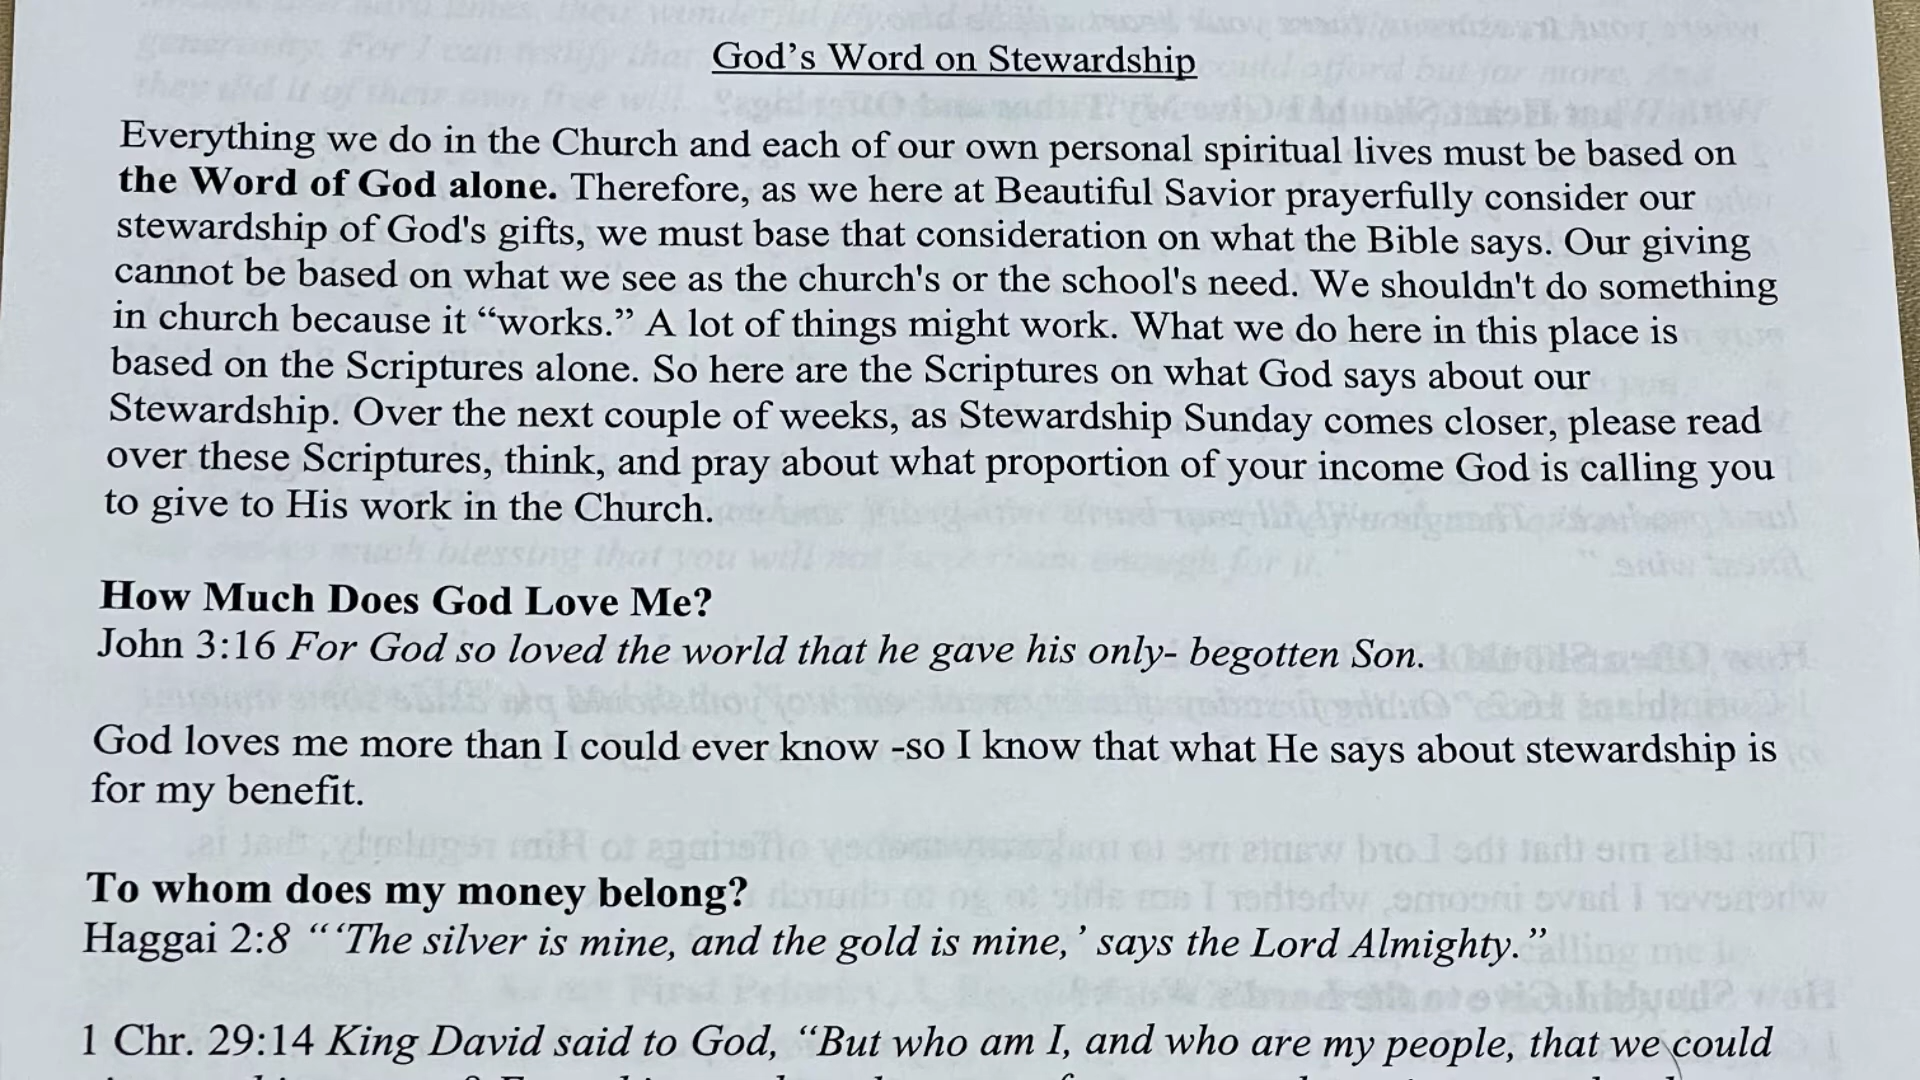 God’s Word on Stewardship
Everything we do in the Church and each of our own personal spiritual lives must be based on
the Word of God alone. Therefore, as we here at Beautiful Savior prayerfully consider our
stewardship of God's gifts, we must base that consideration on what the Bible says. Our giving
cannot be based on what we see as the church's or the school's need. We shouldn't do something
in church because it “works.” A lot of things might work. What we do here in this place is
based on the Scriptures alone. So here are the Scriptures on what God says about our
Stewardship. Over the next couple of weeks, as Stewardship Sunday comes closer, please read
over these Scriptures, think, and pray about what proportion of your income God is calling you
to give to His work in the Church.
How Much Does God Love Me?
John 3:16 For God so loved the world that he gave his only- begotten Son.
God loves me more than I could ever know -so I know that what He says about stewardship is
for my benefit.
To whom does my money belong?
Haggai 2:8 “‘The silver is mine, and the gold is mine,’ says the Lord Almighty.”
1 Chr. 29:14 King David said to God, “But who am I, and who are my people, that we could